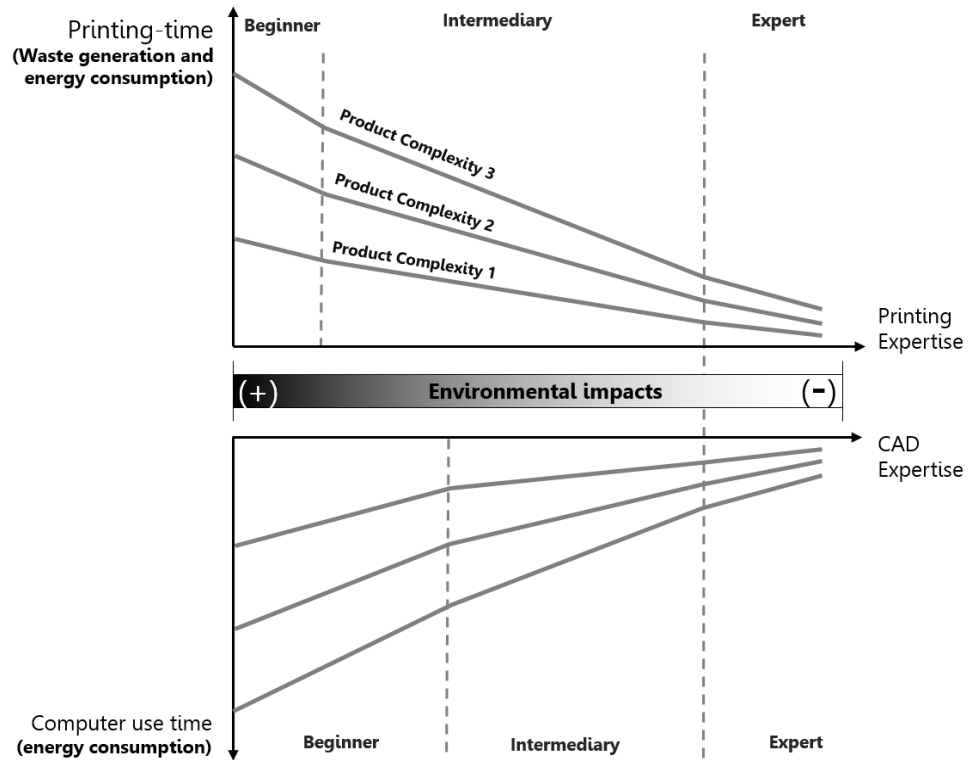 Beginner
Intermediary
Expert
Printing-time
(Waste generation and
energy consumption)
Product Complexity 3
Product Complexity 2
Product Complexity 1
Printing
Expertise
(+)
Environmental impacts
(-)
CAD
Expertise
Computer use time
(energy consumption)
Beginner
Intermediary
Expert